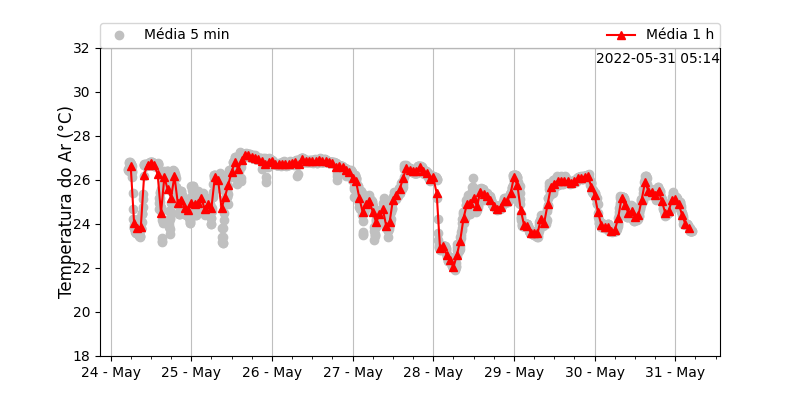 Média 5 min
Média 1 h
2022-05-31 05:14
Temperatura do Ar (°C)
32
30
28
26
24
22
20
18
24 - May
25 - May
26 - May
27 - May
28 - May
29 - May
30 - May
31 - May